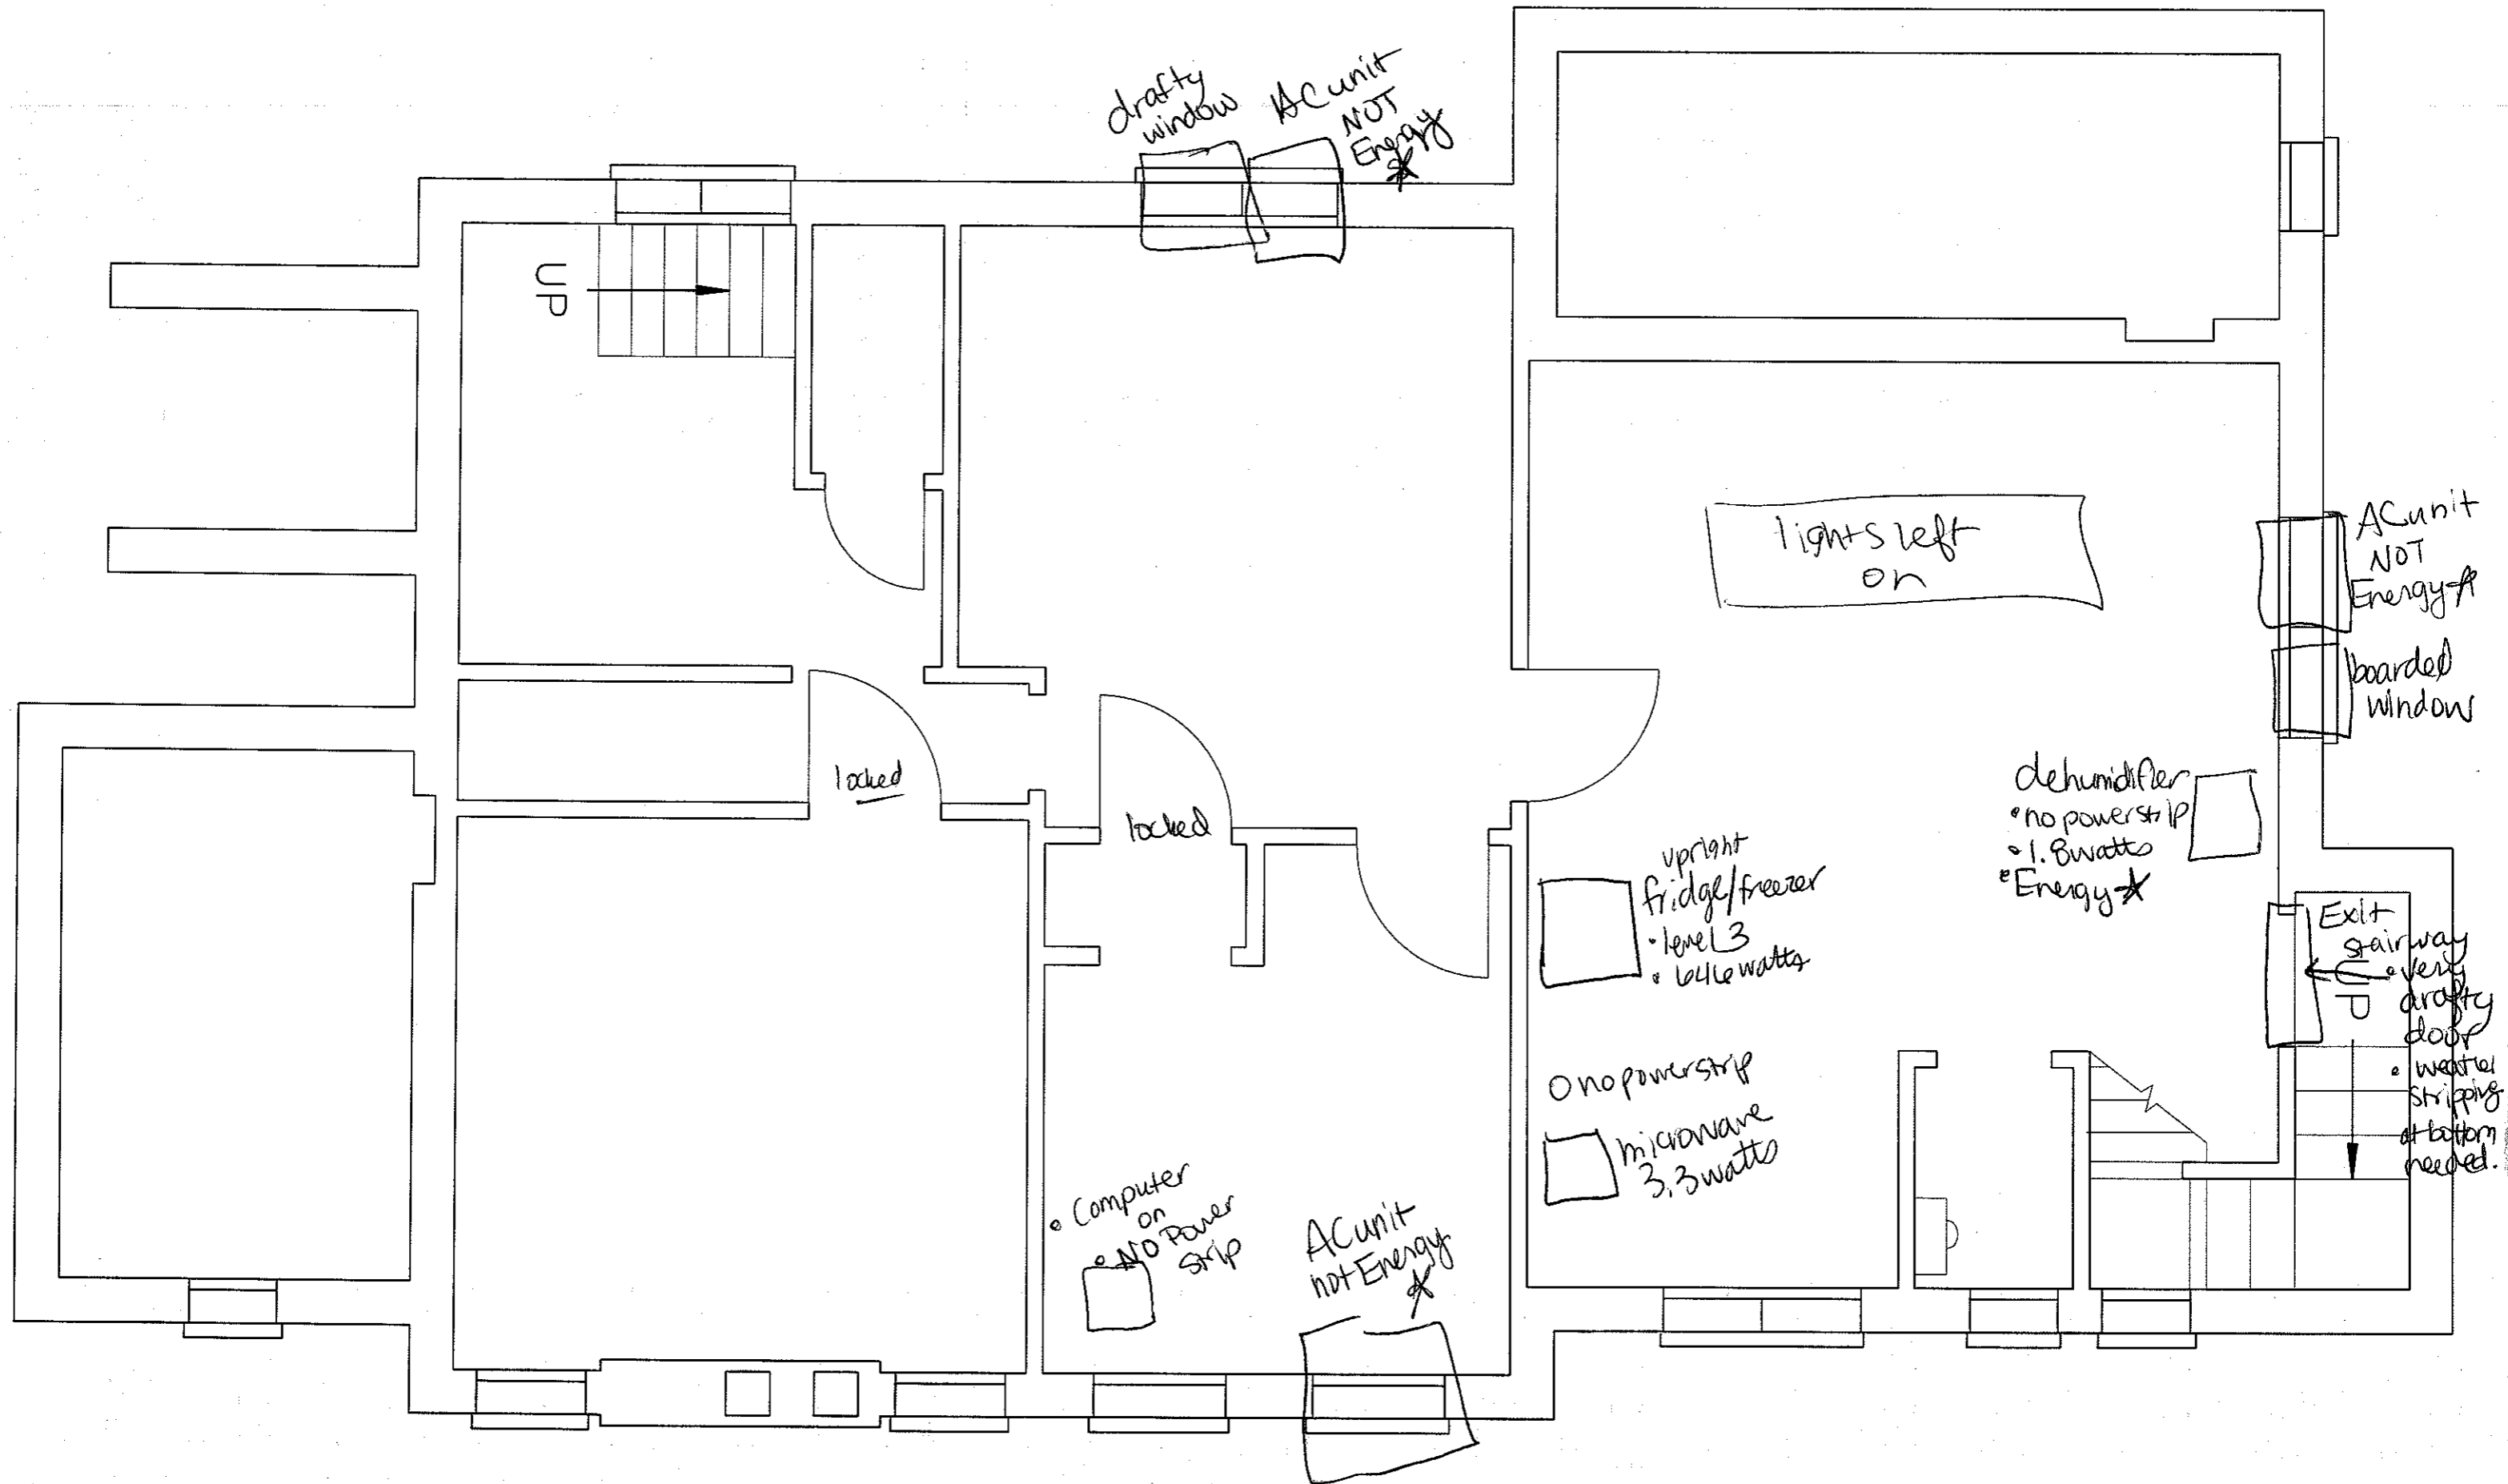 drafty
window
AC unit
NOT
Energy
UP
lights left
on
AC unit
NOT
Energy
boarded
window
locked
locked
dehumidifier
• no powerstrip
• 1.8 watts
• Energy
upright
fridge/freezer
• level 3
• 646 watts
Exit
stairway
• very
drafty
door
• weather
stripping
at bottom
needed.
UP
no powerstrip
microwave
3.3 watts
• Computer
on
• NO Power
strip
AC unit
not Energy